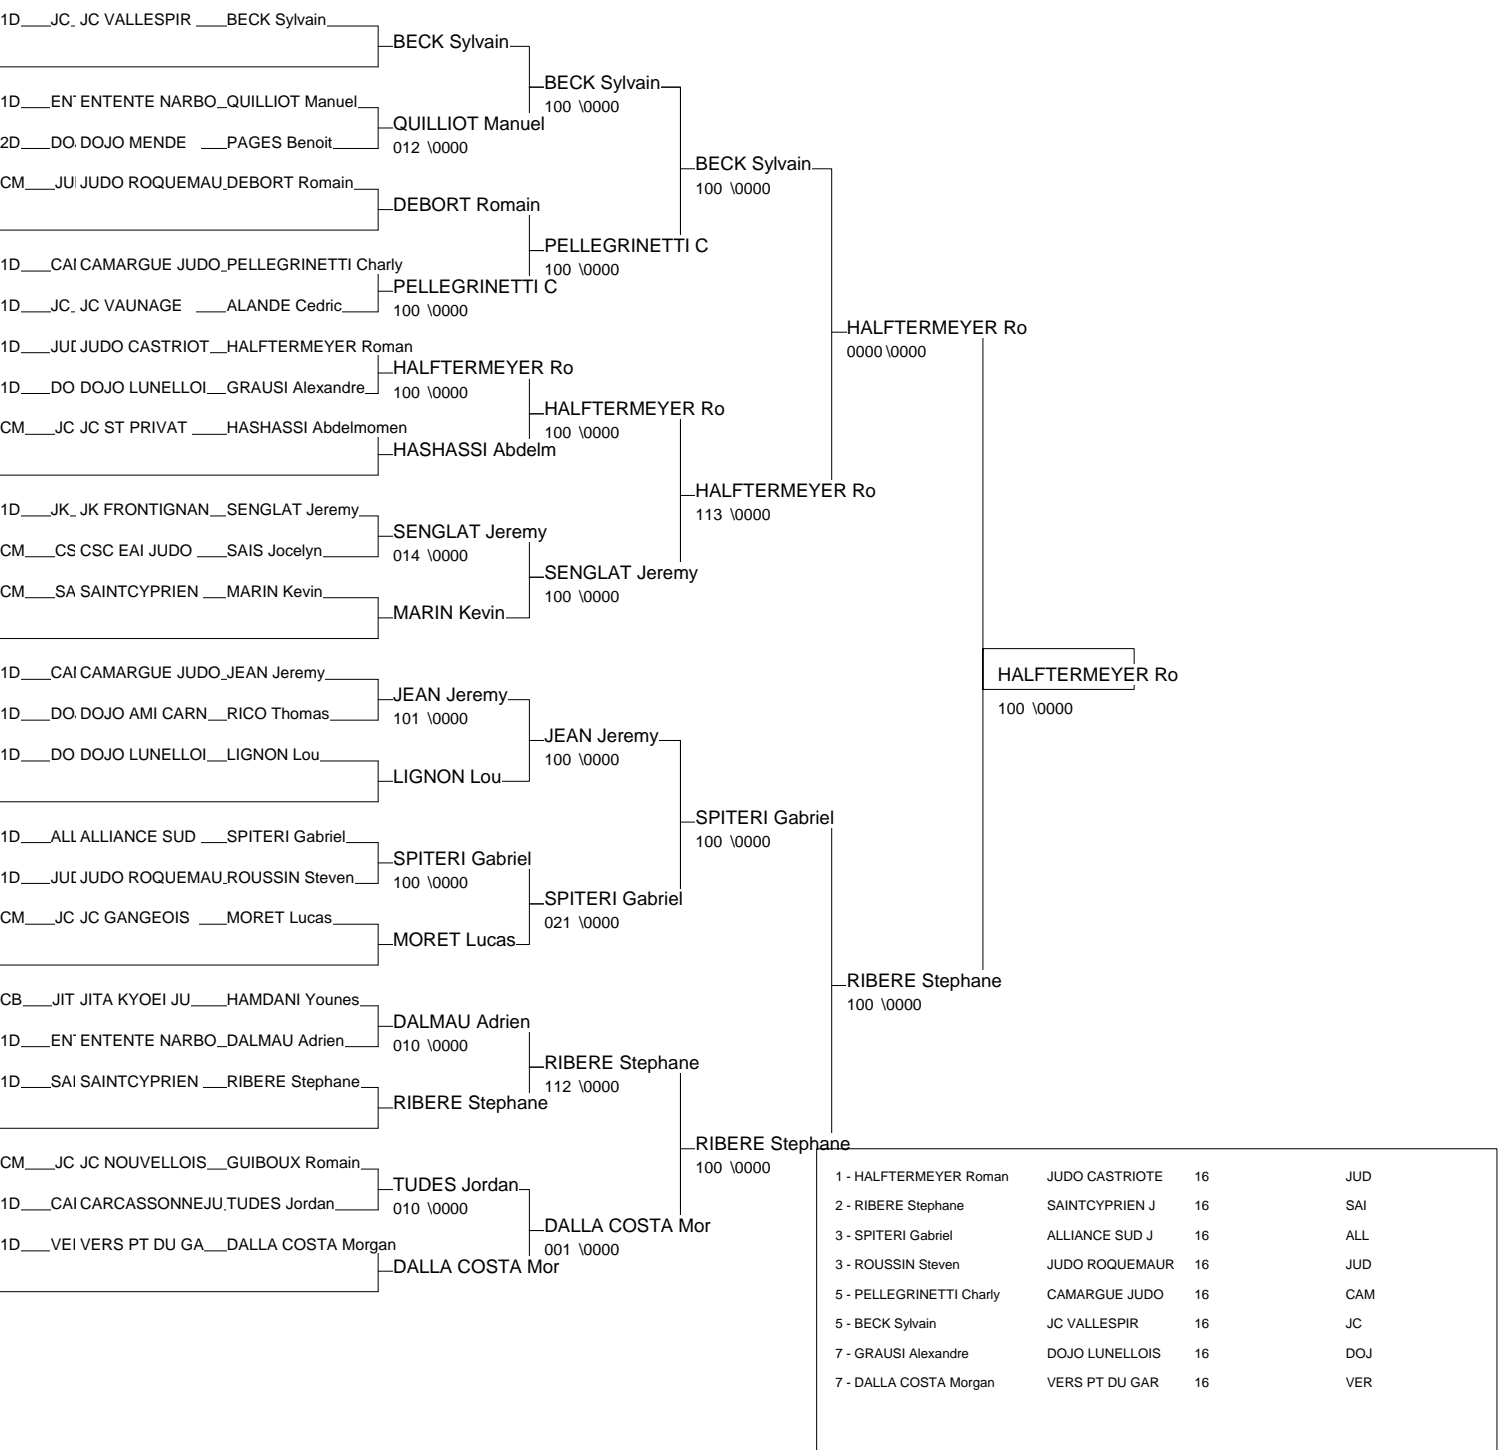 1D JC JC VALLESPIR BECK Sylvain
BECK Sylvain
BECK Sylvain
100 \0000
1D EN ENTENTE NARBO QUILLIOT Manuel
QUILLIOT Manuel
012 \0000
2D DO DOJO MENDE PAGES Benoit
BECK Sylvain
100 \0000
CM JU JUDO ROQUEMAU DEBORT Romain
DEBORT Romain
PELLEGRINETTI C
100 \0000
1D CA CAMARGUE JUDO PELLEGRINETTI Charly
PELLEGRINETTI C
100 \0000
1D JC JC VAUNAGE ALANDE Cedric
HALFTERMEYER Ro
0000 \0000
1D JUD JUDO CASTRIOT HALFTERMEYER Roman
HALFTERMEYER Ro
100 \0000
1D DO DOJO LUNELLOI GRAUSI Alexandre
HALFTERMEYER Ro
100 \0000
CM JC JC ST PRIVAT HASHASSI Abdelmomen
HASHASSI Abdelm
HALFTERMEYER Ro
113 \0000
1D JK JK FRONTIGNAN SENGLAT Jeremy
SENGLAT Jeremy
014 \0000
CM CS CSC EAI JUDO SAIS Jocelyn
SENGLAT Jeremy
100 \0000
CM SA SAINTCYPRIEN MARIN Kevin
MARIN Kevin
HALFTERMEYER Ro
100 \0000
1D CA CAMARGUE JUDO JEAN Jeremy
JEAN Jeremy
101 \0000
1D DO DOJO AMI CARN RICO Thomas
JEAN Jeremy
100 \0000
1D DO DOJO LUNELLOI LIGNON Lou
LIGNON Lou
SPITERI Gabriel
100 \0000
1D ALL ALLIANCE SUD SPITERI Gabriel
SPITERI Gabriel
100 \0000
1D JUD JUDO ROQUEMAU ROUSSIN Steven
SPITERI Gabriel
021 \0000
CM JC JC GANGEOIS MORET Lucas
MORET Lucas
RIBERE Stephane
100 \0000
CB JIT JITA KYOEI JU HAMDANI Younes
DALMAU Adrien
010 \0000
1D EN ENTENTE NARBO DALMAU Adrien
RIBERE Stephane
112 \0000
1D SA SAINTCYPRIEN RIBERE Stephane
RIBERE Stephane
RIBERE Stephane
100 \0000
CM JC JC NOUVELLOIS GUIBOUX Romain
TUDES Jordan
010 \0000
1D CA CARCASSONNEJU TUDES Jordan
DALLA COSTA Mor
001 \0000
1D VE VERS PT DU GA DALLA COSTA Morgan
DALLA COSTA Mor
1 - HALFTERMEYER Roman JUDO CASTRIOTE 16 JUD
2 - RIBERE Stephane SAINTCYPRIEN J 16 SAI
3 - SPITERI Gabriel ALLIANCE SUD J 16 ALL
3 - ROUSSIN Steven JUDO ROQUEMAUR 16 JUD
5 - PELLEGRINETTI Charly CAMARGUE JUDO 16 CAM
5 - BECK Sylvain JC VALLESPIR 16 JC
7 - GRAUSI Alexandre DOJO LUNELLOIS 16 DOJ
7 - DALLA COSTA Morgan VERS PT DU GAR 16 VER